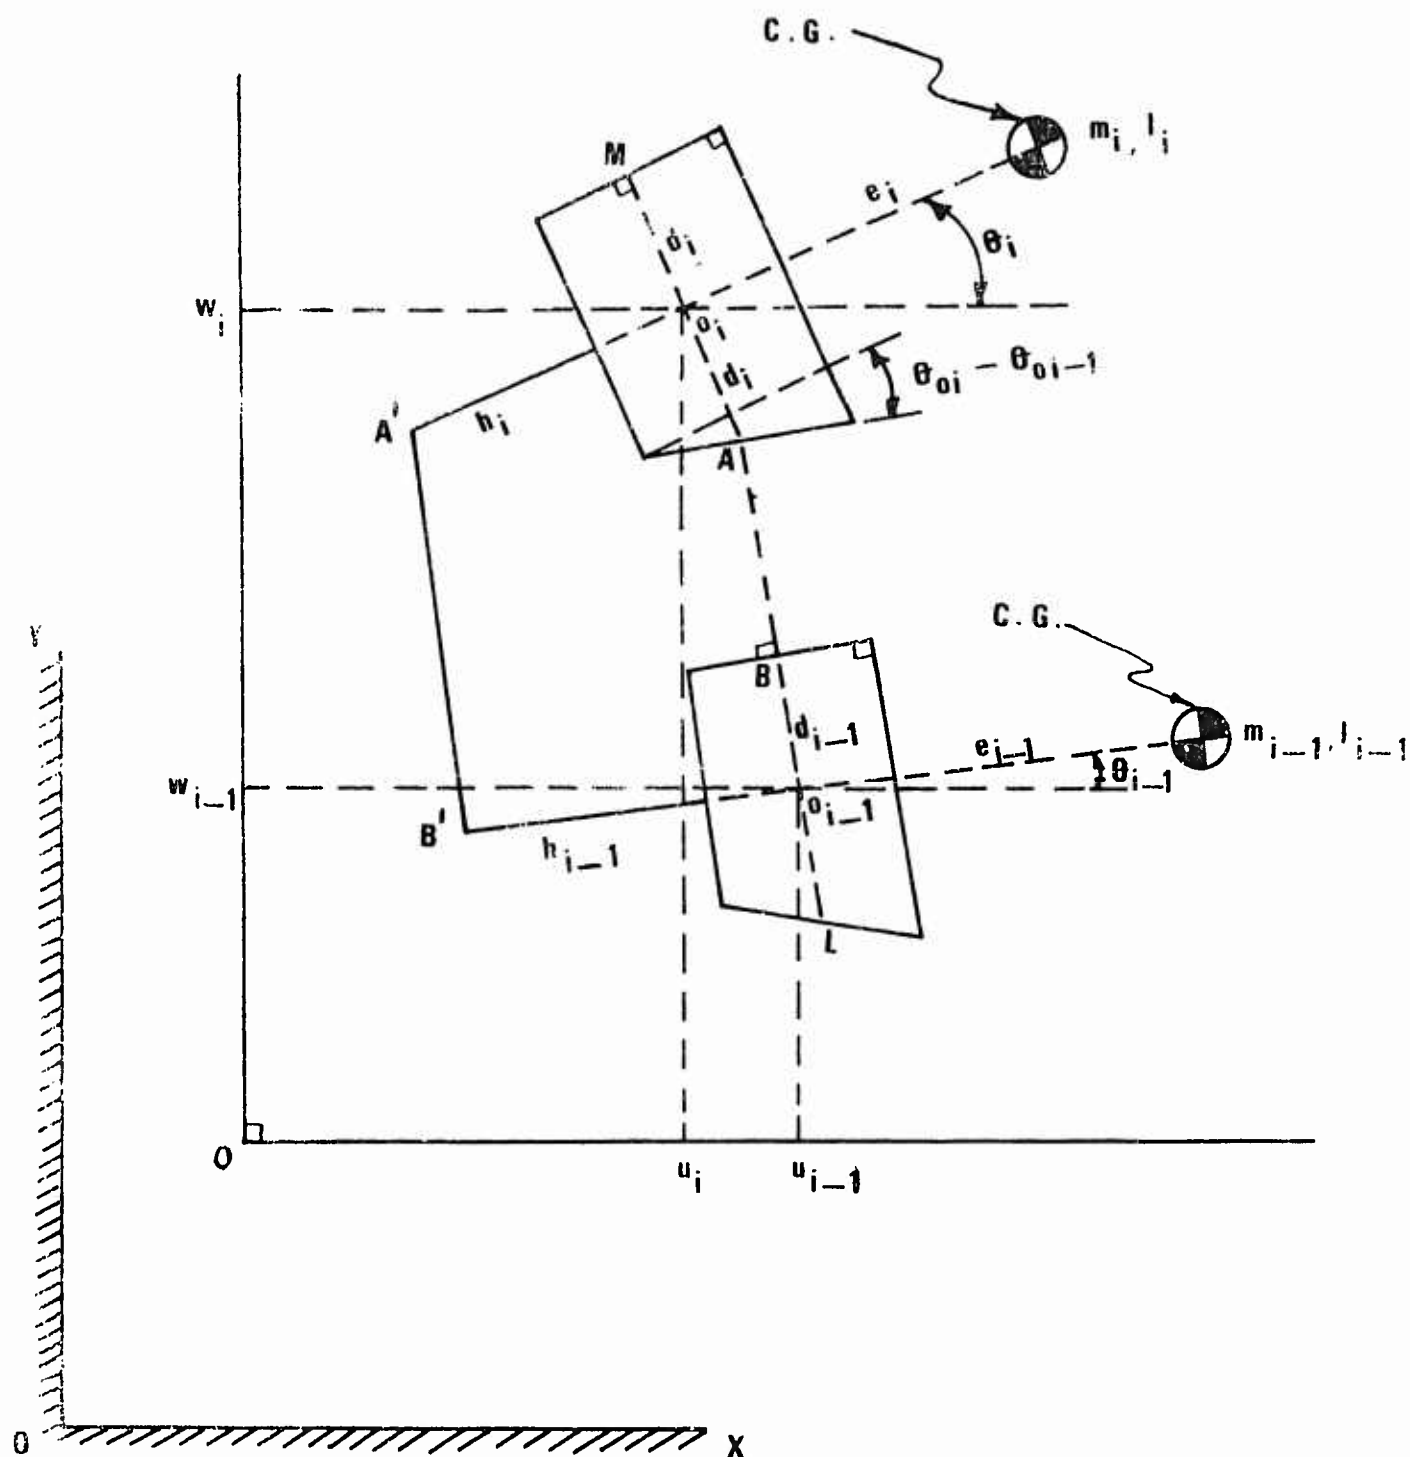 C.G.
m_i, I_i
M
e_i
θ_i
d_i
w_i
o_i
d_i
θ_oi – θ_oi–1
A'
h_i
A
C.G.
Y
B
d_i–1
e_i–1
m_i–1, I_i–1
θ_i–1
w_i–1
o_i–1
B'
h_i–1
L
O
u_i
u_i–1
O
X